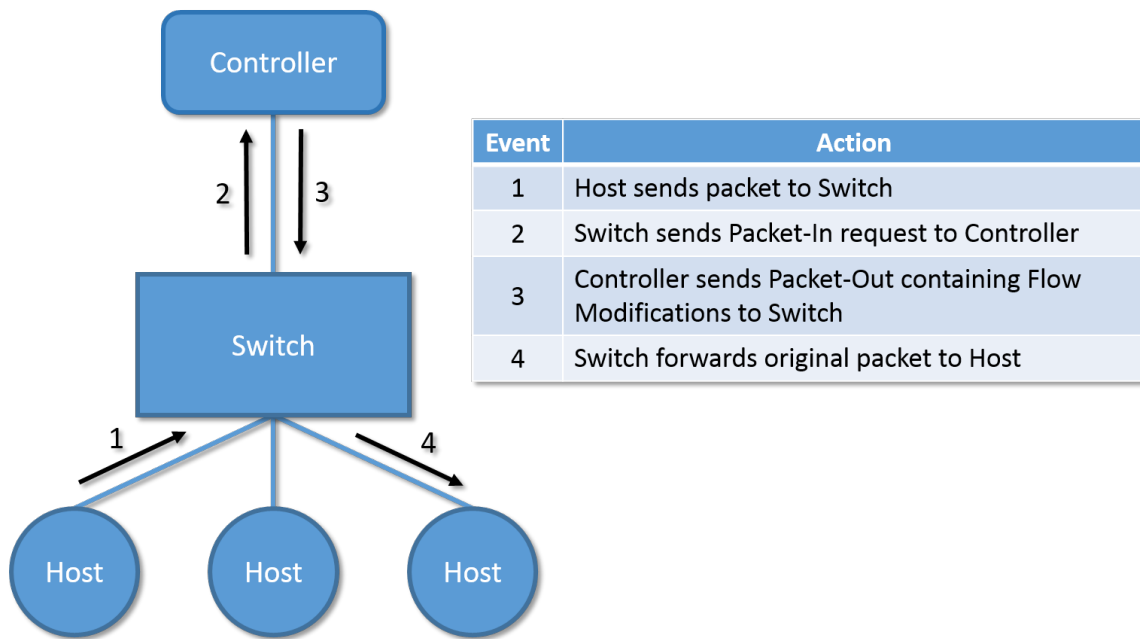 Controller
2
3
Switch
1
4
Host
Host
Host
Event Action
1 Host sends packet to Switch
2 Switch sends Packet-In request to Controller
3 Controller sends Packet-Out containing Flow
Modifications to Switch
4 Switch forwards original packet to Host